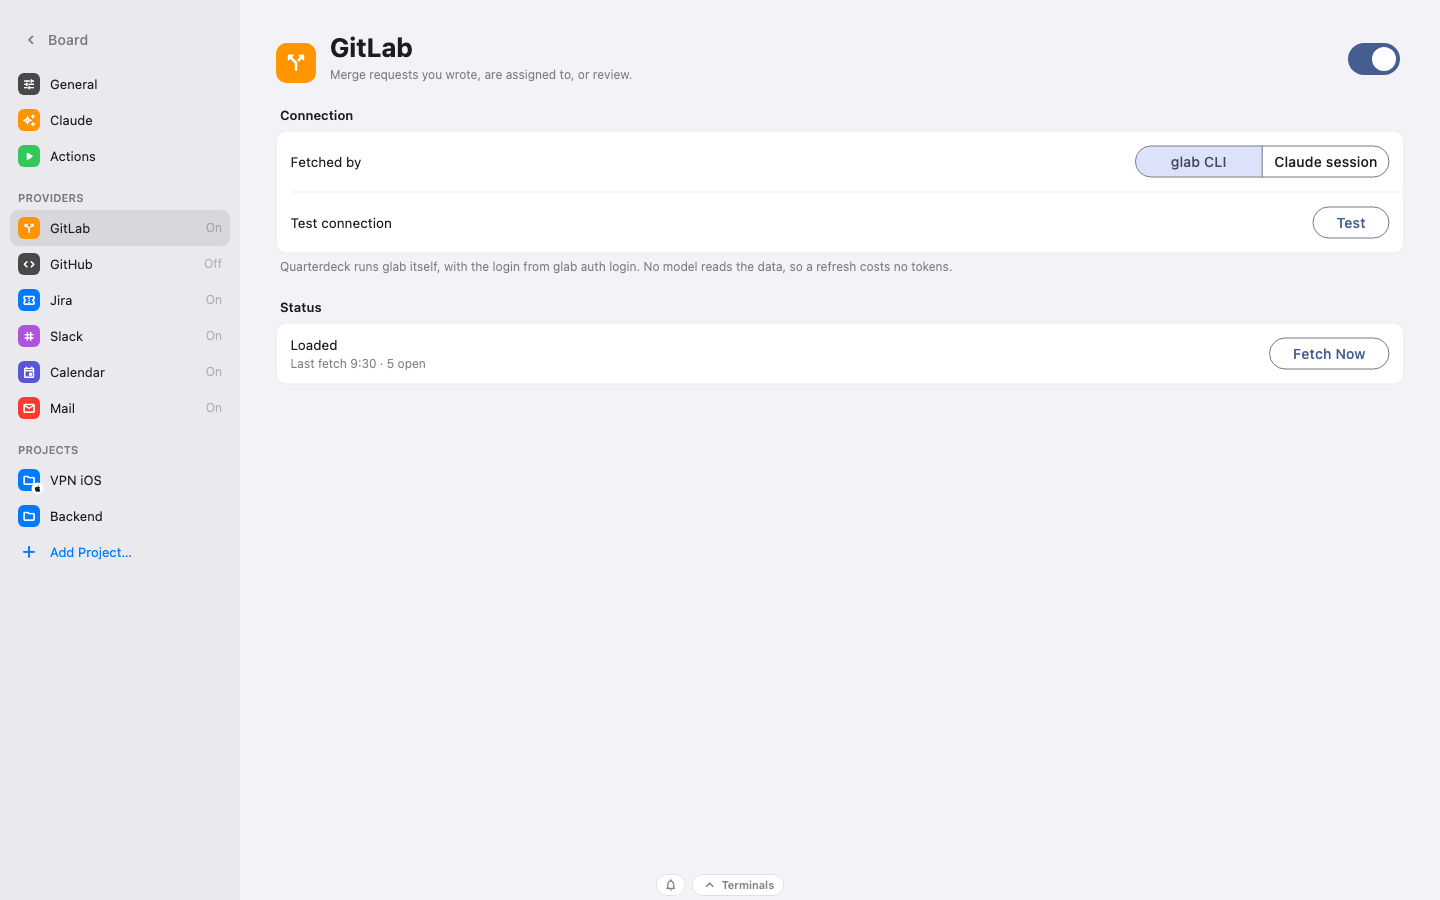 Board
General
Claude
Actions
PROVIDERS
GitLab On
GitHub Off
Jira On
Slack On
Calendar On
Mail On
PROJECTS
VPN iOS
Backend
Add Project...
GitLab
Merge requests you wrote, are assigned to, or review.
Connection
Fetched by glab CLI Claude session
Test connection Test
Quarterdeck runs glab itself, with the login from glab auth login. No model reads the data, so a refresh costs no tokens.
Status
Loaded
Last fetch 9:30 · 5 open
Fetch Now
Terminals